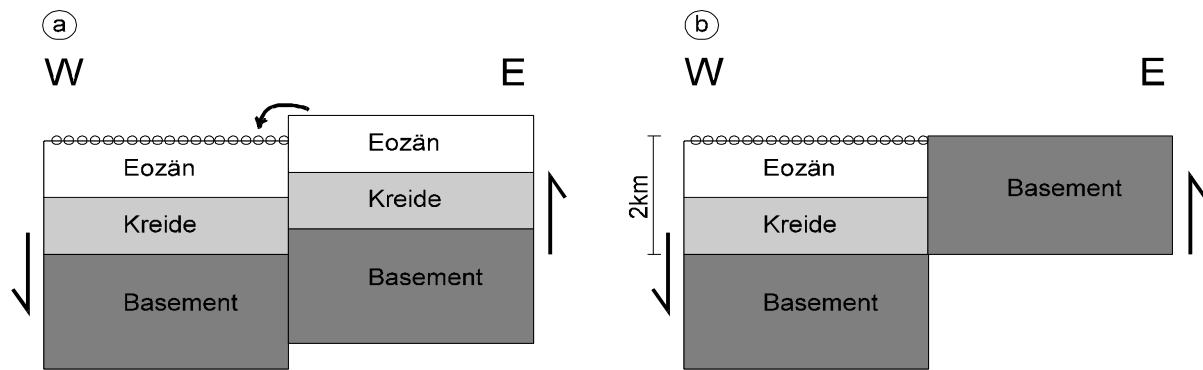 a
W E
Eozän
Kreide
Basement
Eozän
Kreide
Basement
b
W E
2km
Eozän
Kreide
Basement
Basement